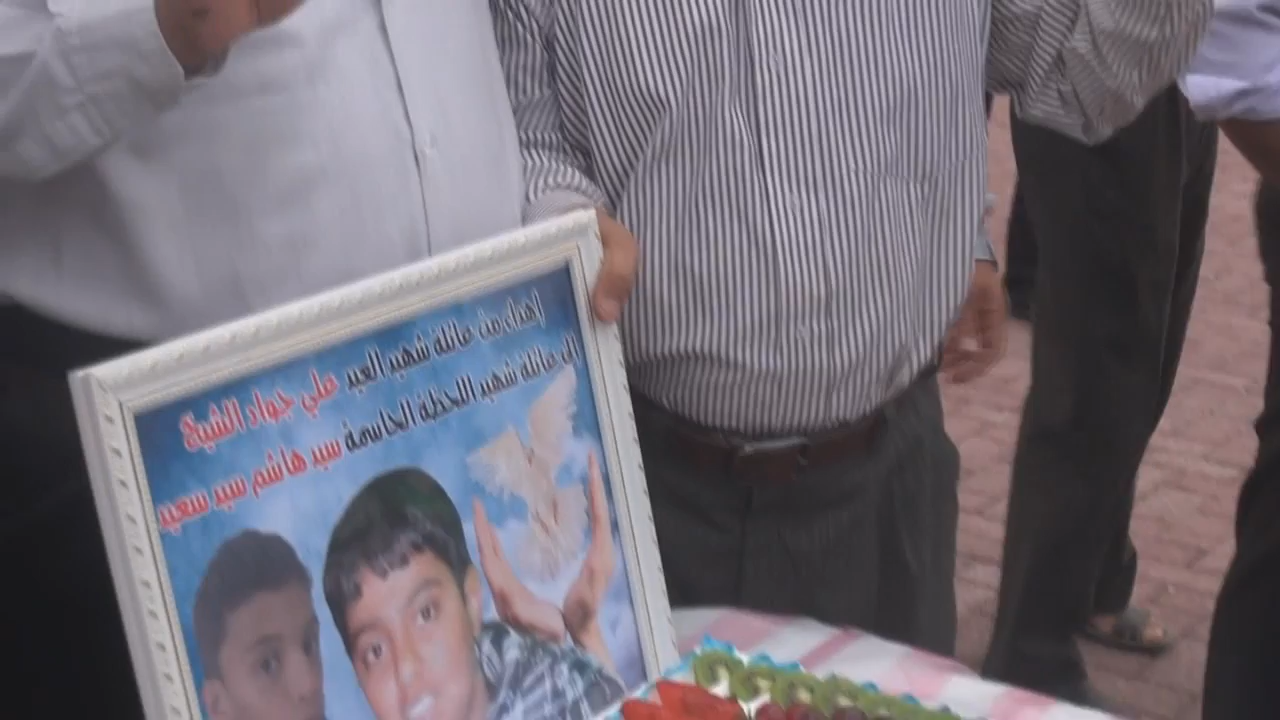 إهداء من عائلة شهيد العيد علي جواد الشيخ
الى عائلة شهيد اللحظة الحاسمة سيد هاشم سيد سعيد